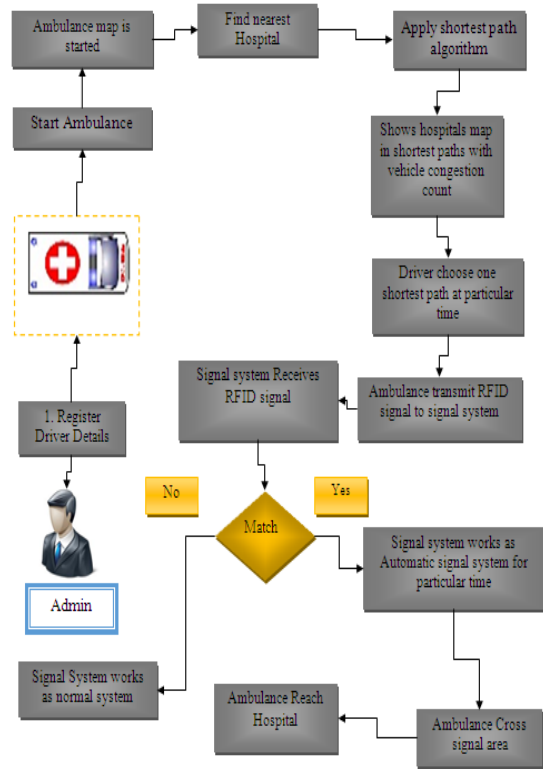 Ambulance map is
started
Find nearest
Hospital
Apply shortest path
algorithm
Start Ambulance
Shows hospitals map
in shortest paths with
vehicle congestion
count
Driver choose one
shortest path at particular
time
Signal system Receives
RFID signal
Ambulance transmit RFID
signal to signal system
1. Register
Driver Details
No
Yes
Match
Admin
Signal system works as
Automatic signal system for
particular time
Signal System works
as normal system
Ambulance Reach
Hospital
Ambulance Cross
signal area